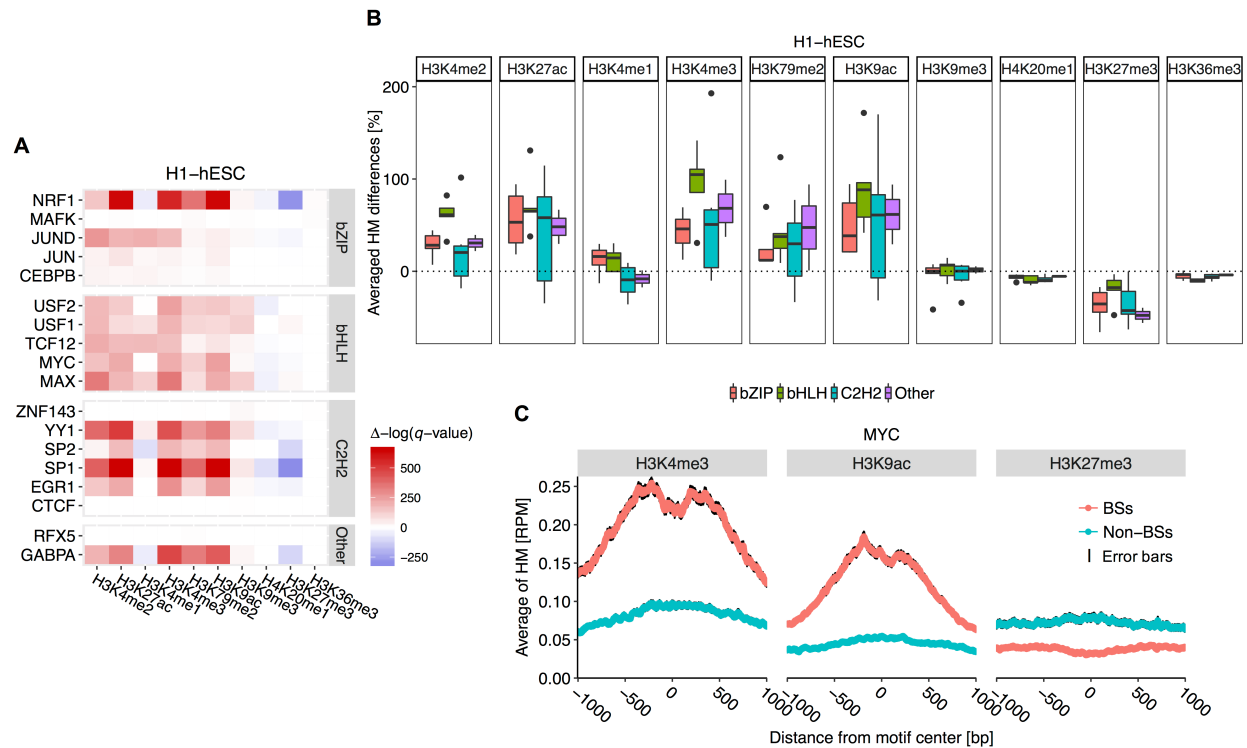 B
H1−hESC
H3K4me2 H3K27ac H3K4me1 H3K4me3 H3K79me2 H3K9ac H3K9me3 H4K20me1 H3K27me3 H3K36me3
200
100
0
Averaged HM differences [%]
bZIP bHLH C2H2 Other
A
H1−hESC
NRF1
MAFK
JUND
JUN
CEBPB
bZIP
USF2
USF1
TCF12
MYC
MAX
bHLH
ZNF143
YY1
SP2
SP1
EGR1
CTCF
C2H2
RFX5
GABPA
Other
H3K4me2
H3K27ac
H3K4me1
H3K4me3
H3K79me2
H3K9ac
H3K9me3
H4K20me1
H3K27me3
H3K36me3
Δ−log(q−value)
500
250
0
−250
C
MYC
H3K4me3 H3K9ac H3K27me3
0.25
0.20
0.15
0.10
0.05
0.00
Average of HM [RPM]
BSs
Non−BSs
Error bars
−1000 −500 0 500 1000 −1000 −500 0 500 1000 −1000 −500 0 500 1000
Distance from motif center [bp]